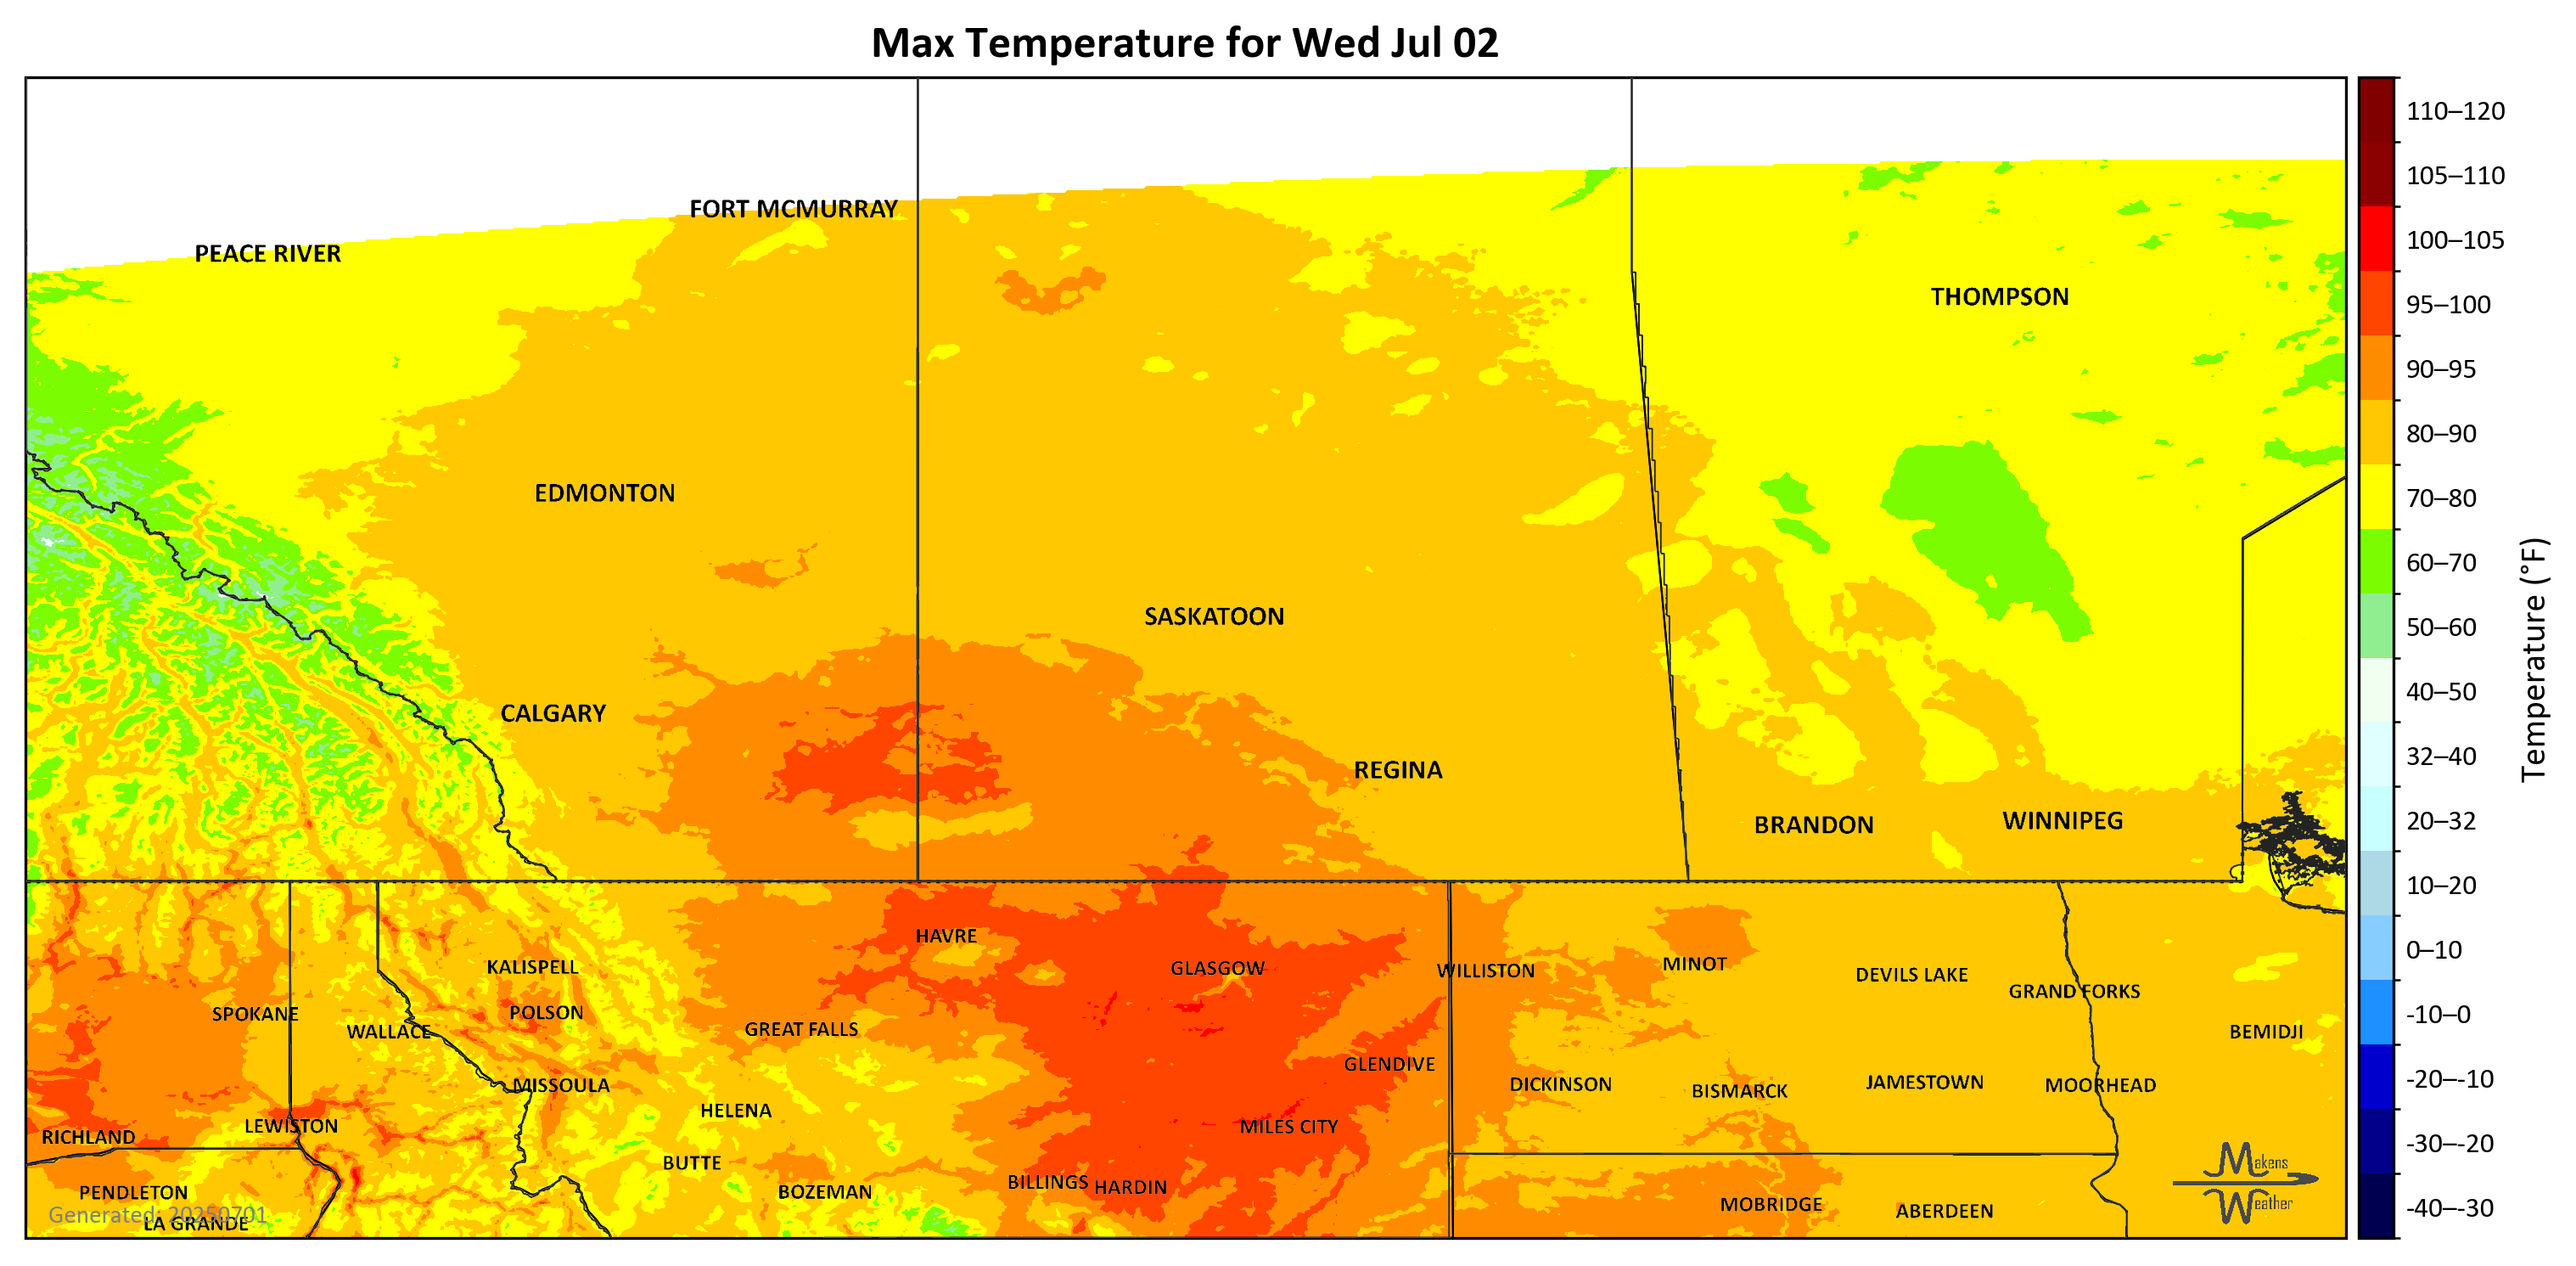 Max Temperature for Wed Jul 02
FORT MCMURRAY
PEACE RIVER
THOMPSON
EDMONTON
SASKATOON
CALGARY
REGINA
BRANDON
WINNIPEG
HAVRE
KALISPELL
GLASGOW
WILLISTON
MINOT
DEVILS LAKE
GRAND FORKS
SPOKANE
POLSON
WALLACE
GREAT FALLS
BEMIDJI
GLENDIVE
MISSOULA
DICKINSON
BISMARCK
JAMESTOWN
MOORHEAD
HELENA
LEWISTON
MILES CITY
RICHLAND
BUTTE
PENDLETON
BOZEMAN
BILLINGS
HARDIN
MOBRIDGE
ABERDEEN
LA GRANDE
Generated: 20250701
Makens
Weather
110–120
105–110
100–105
95–100
90–95
80–90
70–80
60–70
50–60
40–50
32–40
20–32
10–20
0–10
-10–0
-20–-10
-30–-20
-40–-30
Temperature (°F)